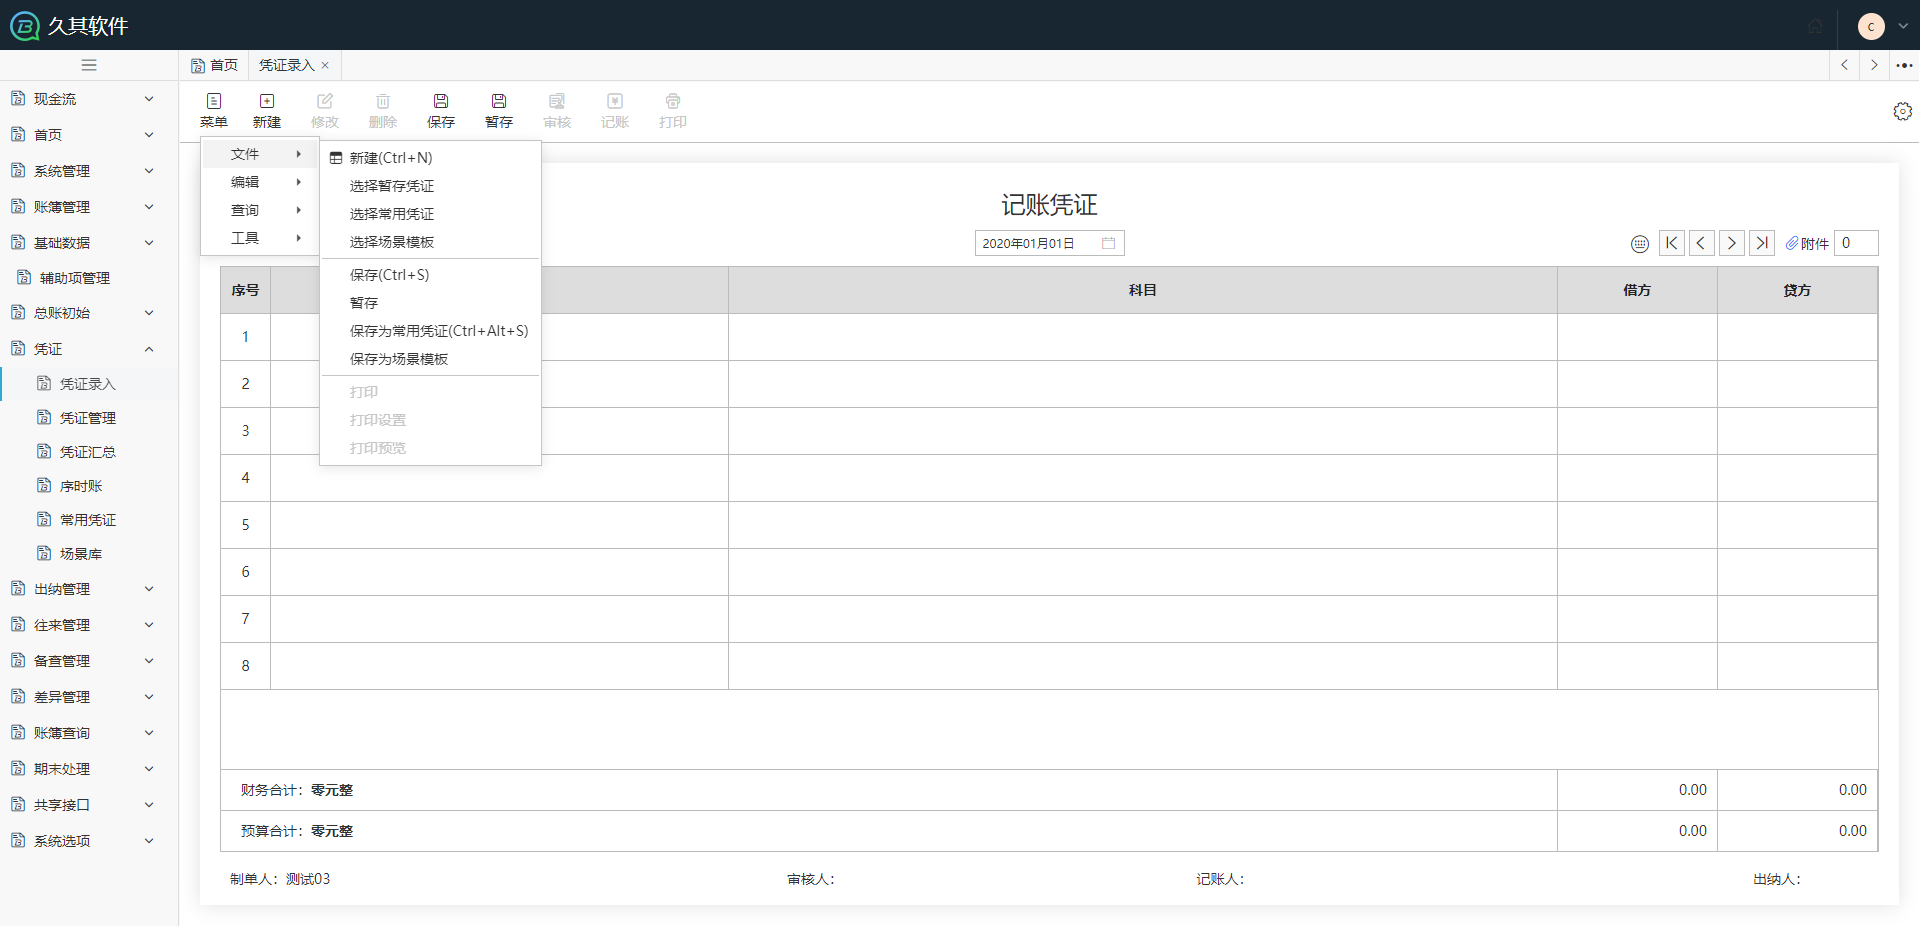 久其软件
C
首页
凭证录入
菜单
新建
修改
删除
保存
暂存
审核
记账
打印
现金流
首页
系统管理
账簿管理
基础数据
辅助项管理
总账初始
凭证
凭证录入
凭证管理
凭证汇总
序时账
常用凭证
场景库
出纳管理
往来管理
备查管理
差异管理
账簿查询
期末处理
共享接口
系统选项
文件
编辑
查询
工具
新建(Ctrl+N)
选择暂存凭证
选择常用凭证
选择场景模板
保存(Ctrl+S)
暂存
保存为常用凭证(Ctrl+Alt+S)
保存为场景模板
打印
打印设置
打印预览
记账凭证
2020年01月01日
附件 0
序号 科目 借方 贷方
1
2
3
4
5
6
7
8
财务合计：零元整 0.00 0.00
预算合计：零元整 0.00 0.00
制单人：测试03 审核人： 记账人： 出纳人：